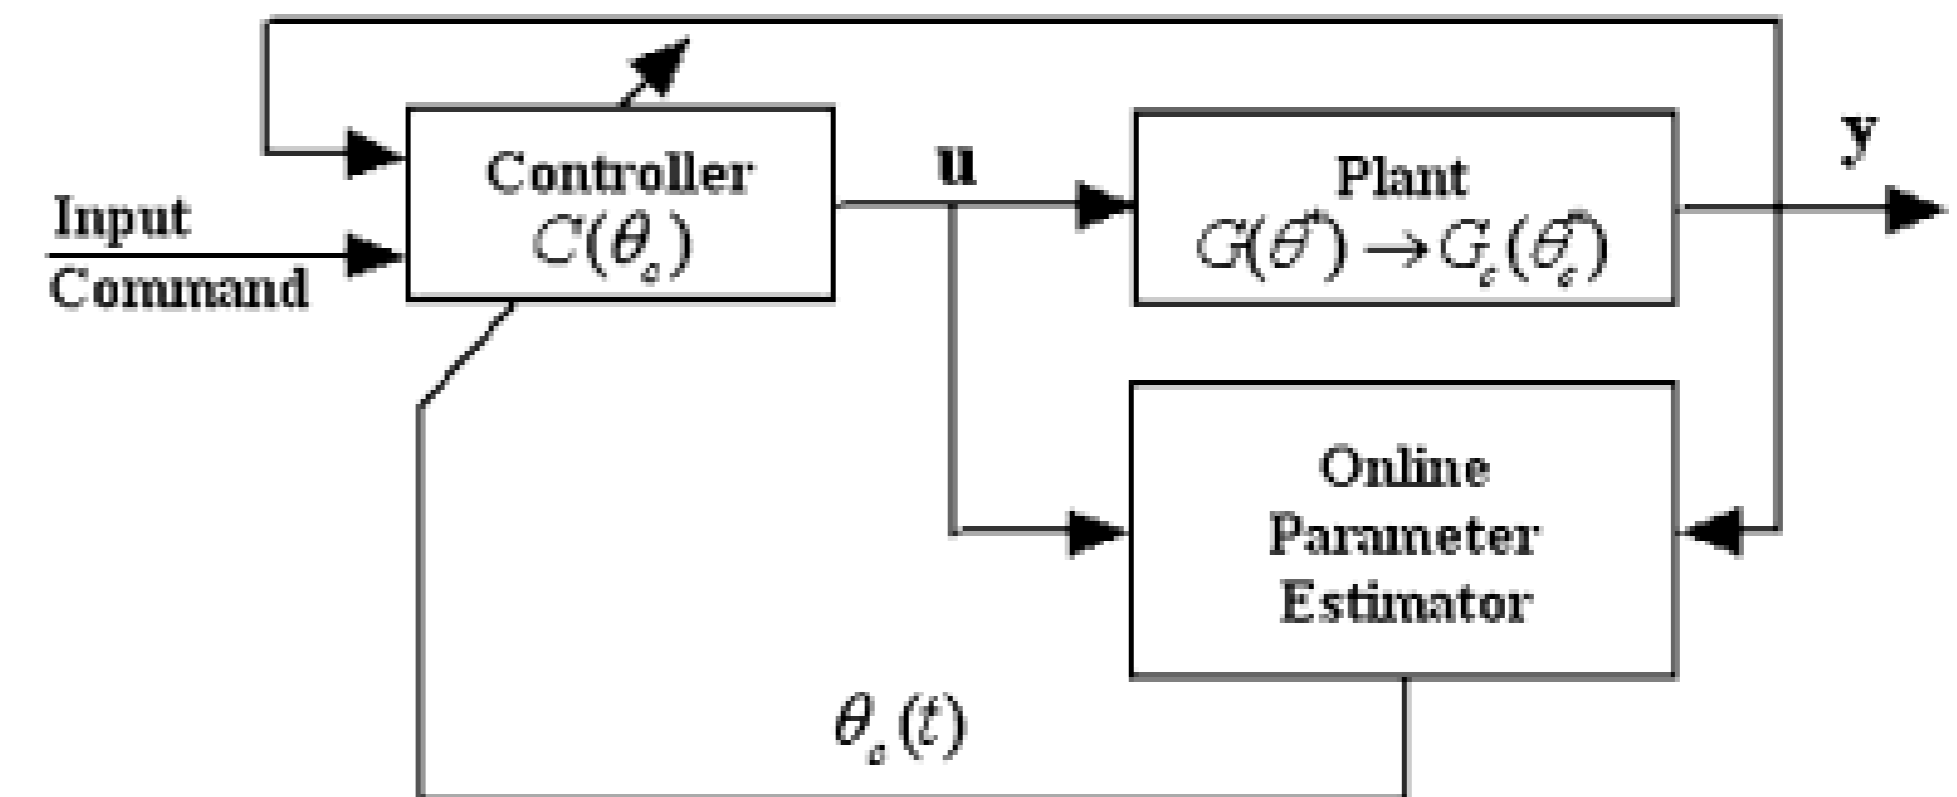 Input
Command
Controller
C(θc)
u
Plant
G(θ*) → Gc(θc*)
y
Online
Parameter
Estimator
θc(t)